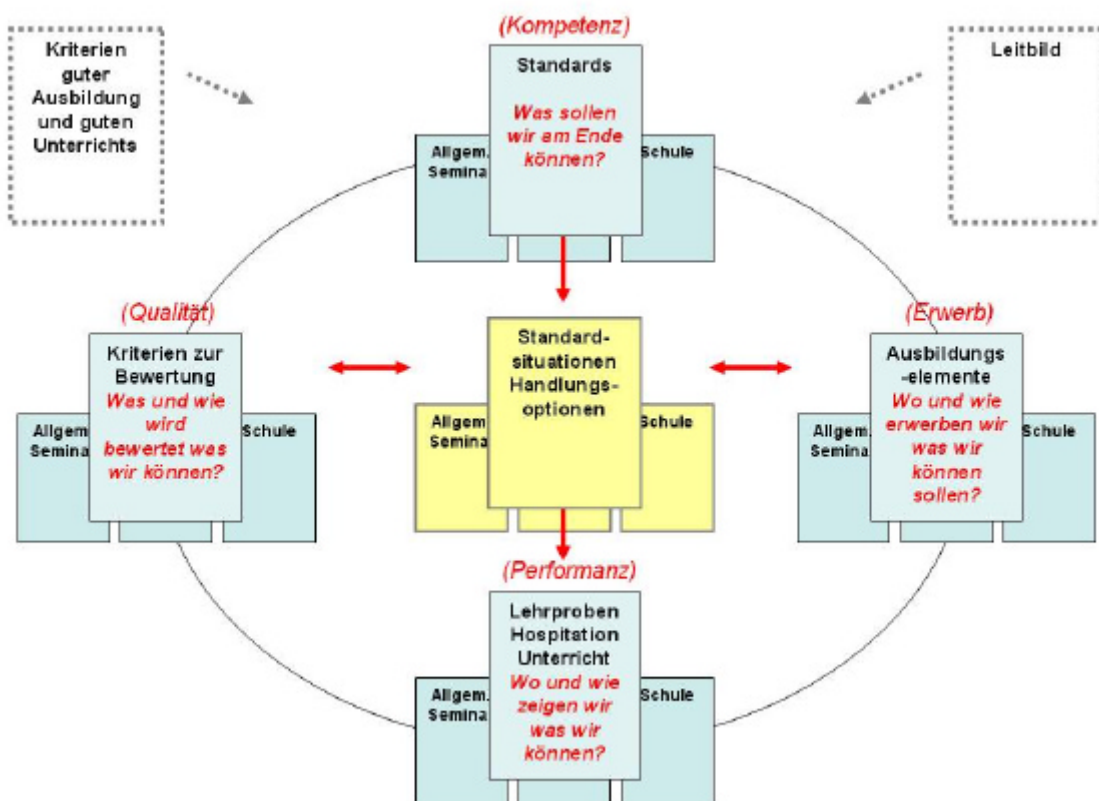 (Kompetenz)
Kriterien
guter
Ausbildung
und guten
Unterrichts
Standards
Was sollen
wir am Ende
können?
Leitbild
Allgem.
Semina
Schule
(Qualität)
Kriterien zur
Bewertung
Was und wie
wird
bewertet was
wir können?
Allgem.
Semina
Schule
Standard-
situationen
Handlungs-
optionen
Allgem.
Semina
Schule
(Erwerb)
Ausbildungs
-elemente
Wo und wie
erwerben wir
was wir
können
sollen?
Allgem.
Semina
Schule
(Performanz)
Lehrproben
Hospitation
Unterricht
Wo und wie
zeigen wir
was wir
können?
Allgem.
Semina
Schule